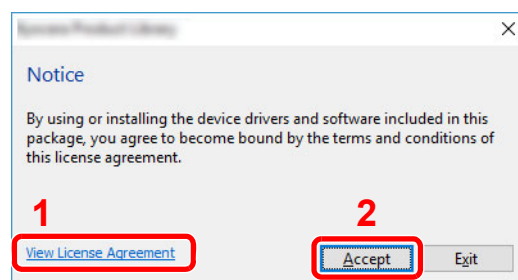 Notice
By using or installing the device drivers and software included in this
package, you agree to become bound by the terms and conditions of
this license agreement.
1
2
View License Agreement
Accept
Exit